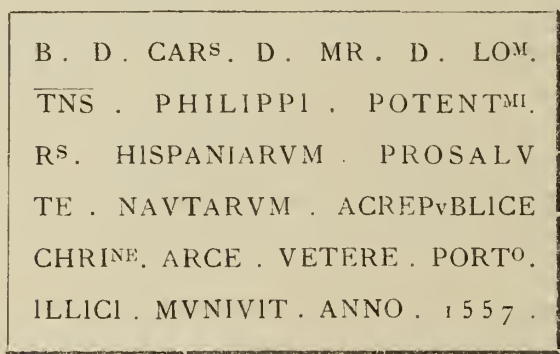 B . D . CARS. D . MR . D . LOM.
TNS . PHILIPPI . POTENTMI.
RS. HISPANIARVM . PROSALV
TE . NAVTARVM . ACREPvBLICE
CHRINE. ARCE . VETERE . PORTO.
ILLICI . MVNIVIT . ANNO . 1557 .